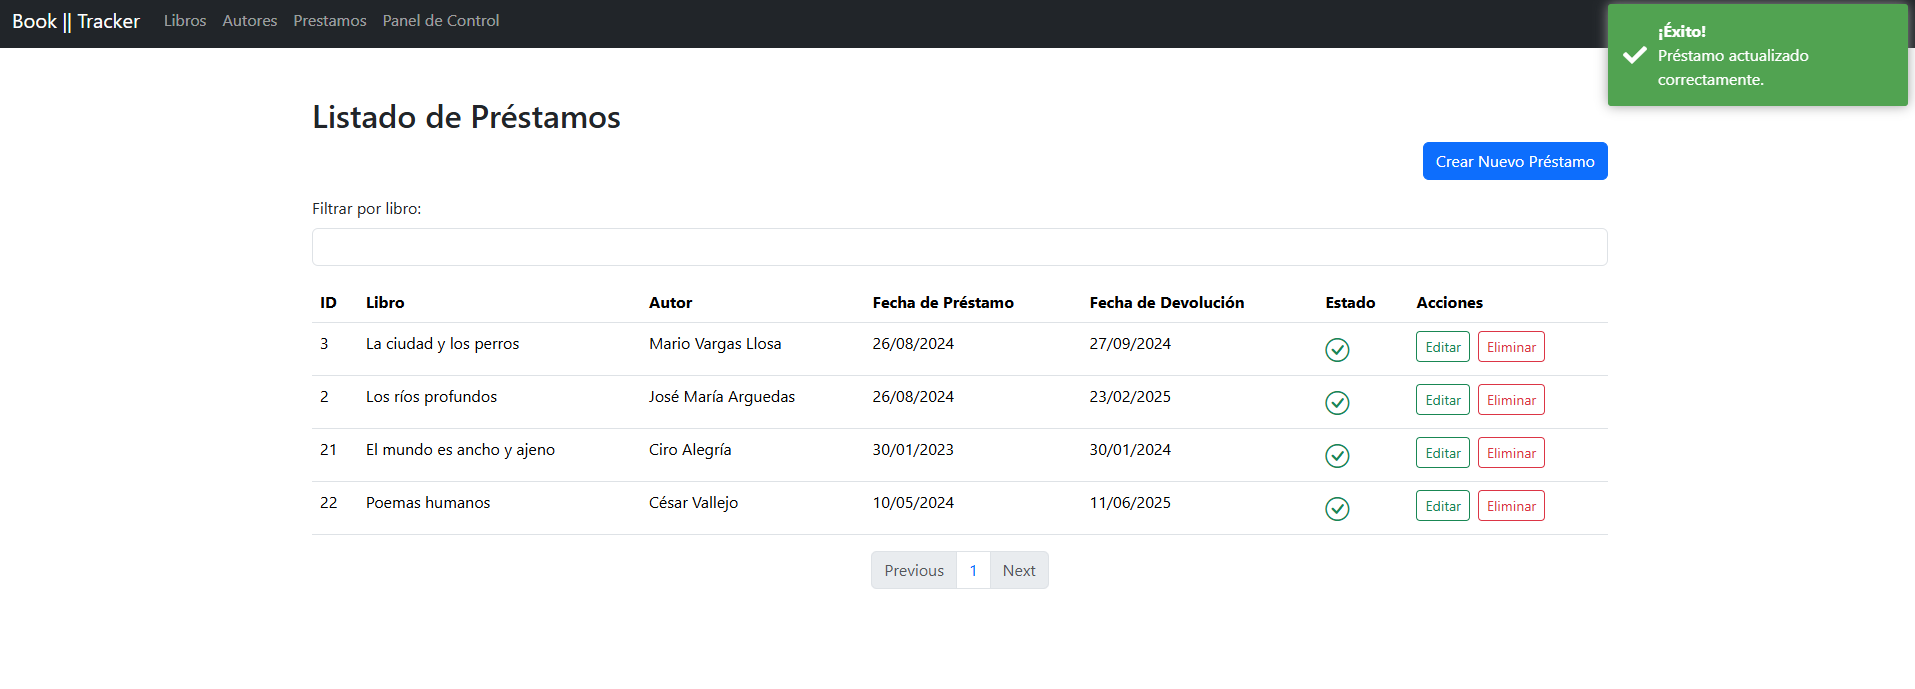 Book || Tracker Libros Autores Prestamos Panel de Control
¡Éxito!
Préstamo actualizado
correctamente.
Listado de Préstamos
Crear Nuevo Préstamo
Filtrar por libro:
ID Libro Autor Fecha de Préstamo Fecha de Devolución Estado Acciones
3 La ciudad y los perros Mario Vargas Llosa 26/08/2024 27/09/2024 Editar Eliminar
2 Los ríos profundos José María Arguedas 26/08/2024 23/02/2025 Editar Eliminar
21 El mundo es ancho y ajeno Ciro Alegría 30/01/2023 30/01/2024 Editar Eliminar
22 Poemas humanos César Vallejo 10/05/2024 11/06/2025 Editar Eliminar
Previous 1 Next